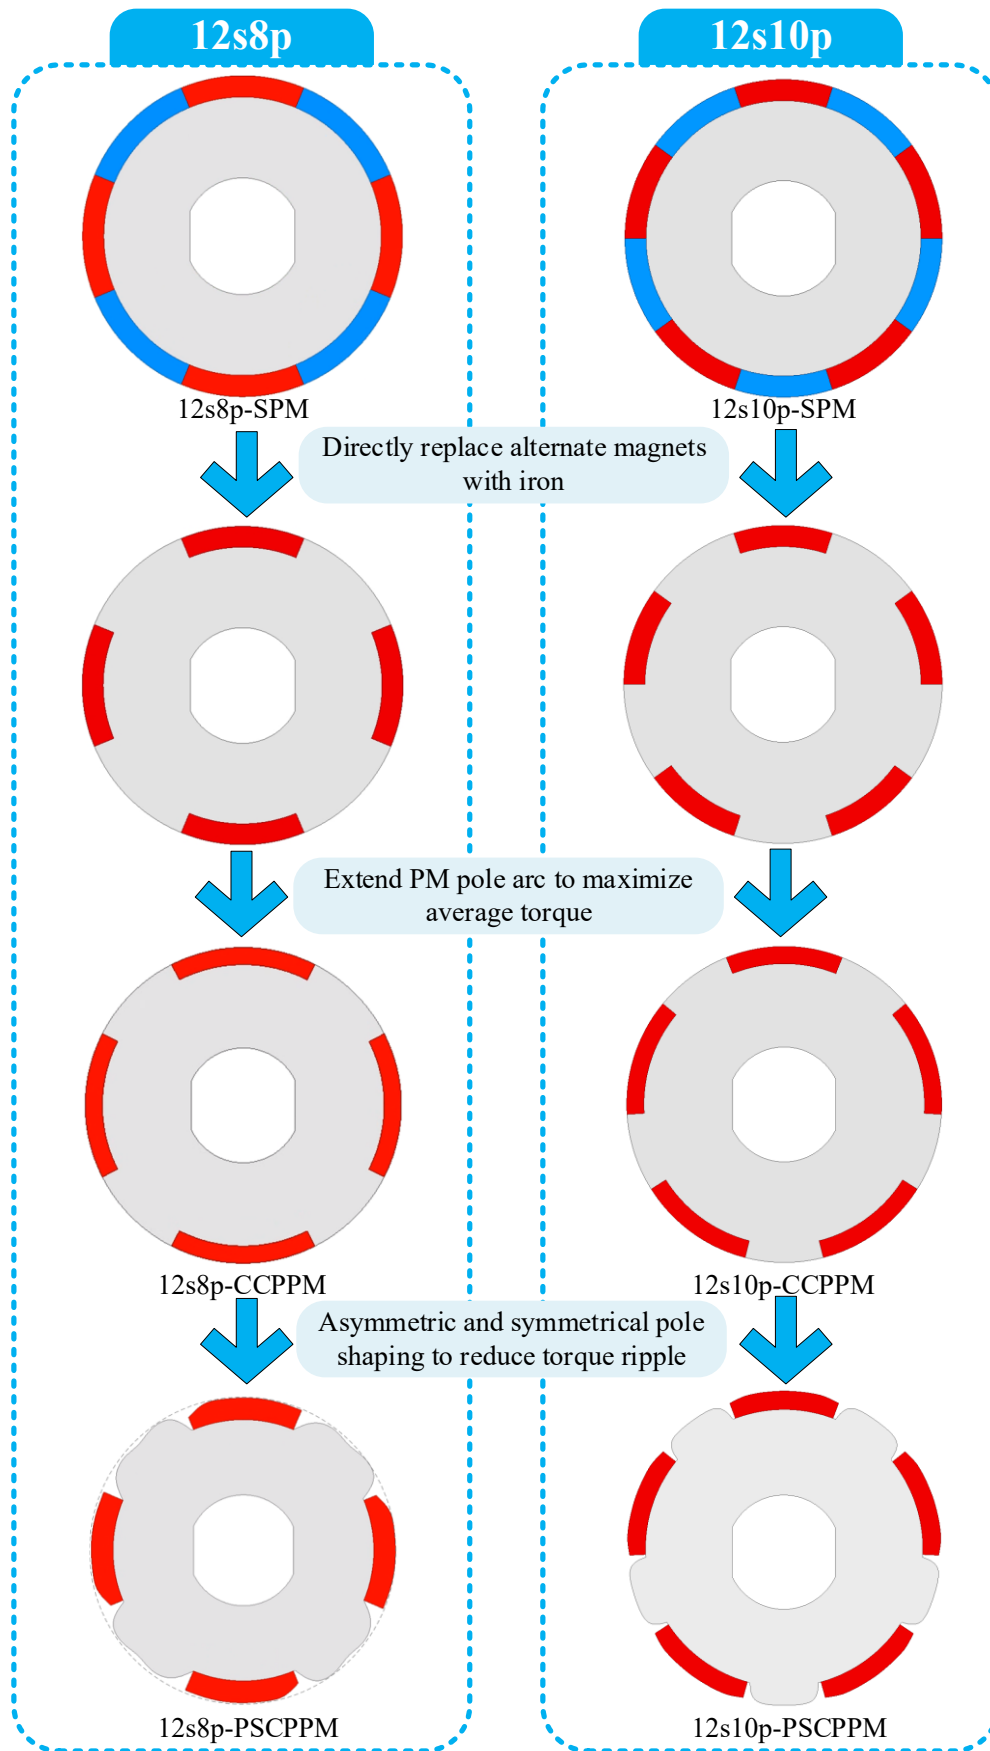 12s8p
12s10p
12s8p-SPM
12s10p-SPM
Directly replace alternate magnets
with iron
Extend PM pole arc to maximize
average torque
12s8p-CCPPM
12s10p-CCPPM
Asymmetric and symmetrical pole
shaping to reduce torque ripple
12s8p-PSCPPM
12s10p-PSCPPM